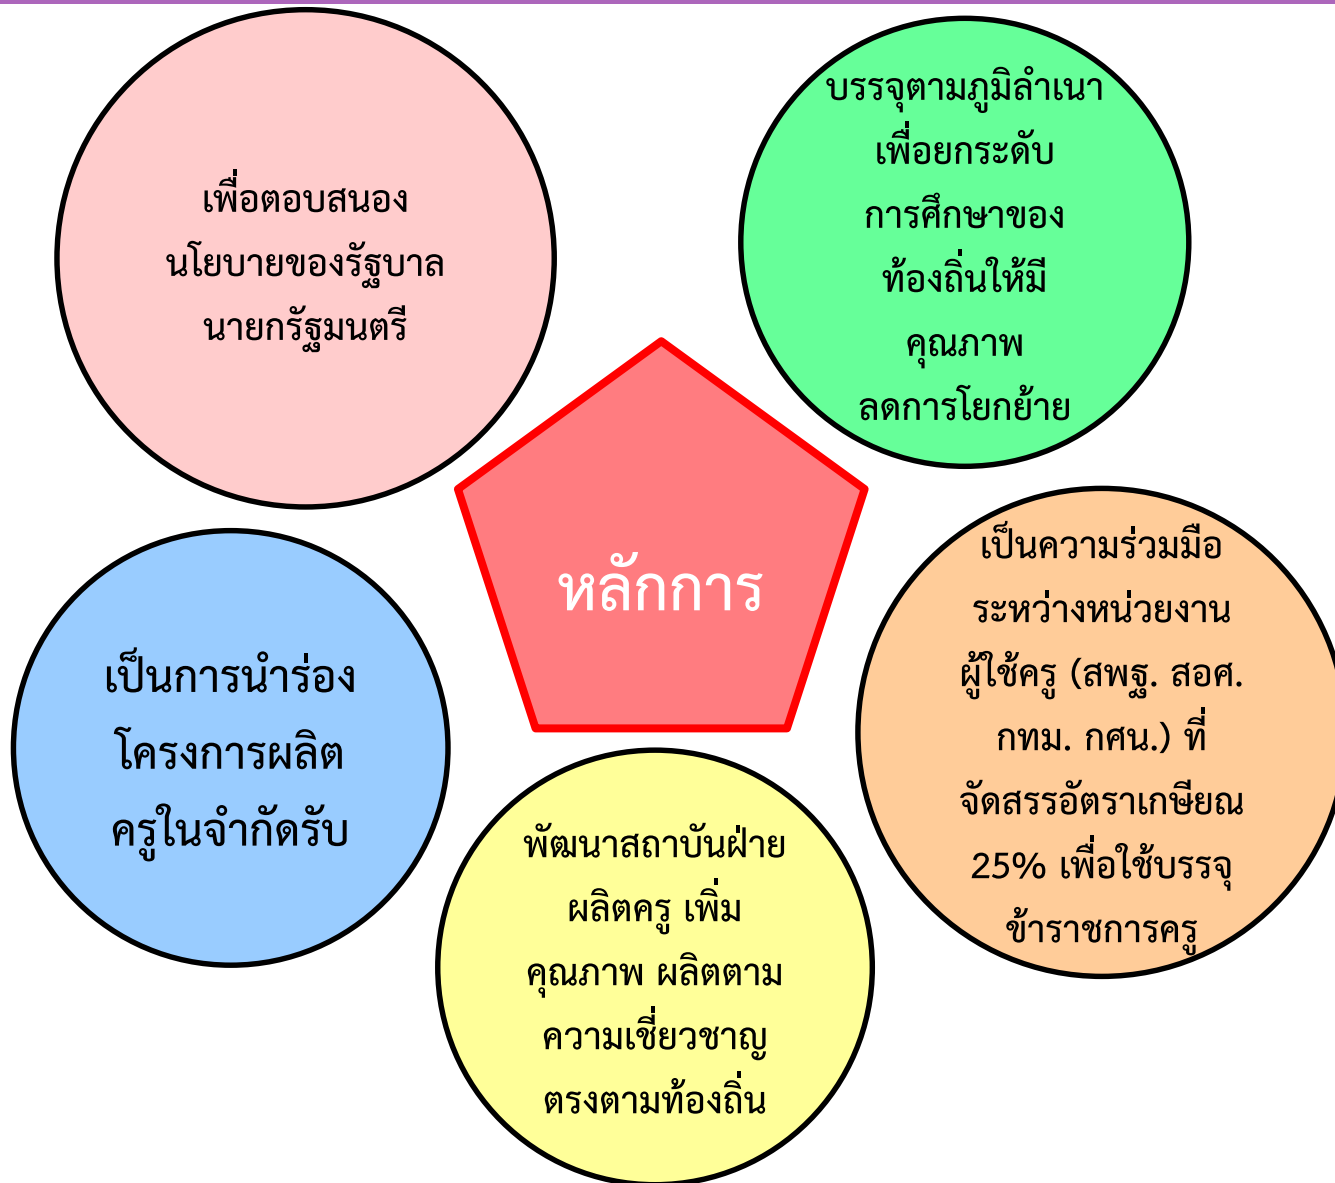 เพื่อตอบสนอง
นโยบายของรัฐบาล
นายกรัฐมนตรี
บรรจุตามภูมิลำเนา
เพื่อยกระดับ
การศึกษาของ
ท้องถิ่นให้มี
คุณภาพ
ลดการโยกย้าย
หลักการ
เป็นความร่วมมือ
ระหว่างหน่วยงาน
ผู้ใช้ครู (สพฐ. สอศ.
กทม. กศน.) ที่
จัดสรรอัตราเกษียณ
25% เพื่อใช้บรรจุ
ข้าราชการครู
เป็นการนำร่อง
โครงการผลิต
ครูในจำกัดรับ
พัฒนาสถาบันฝ่าย
ผลิตครู เพิ่ม
คุณภาพ ผลิตตาม
ความเชี่ยวชาญ
ตรงตามท้องถิ่น